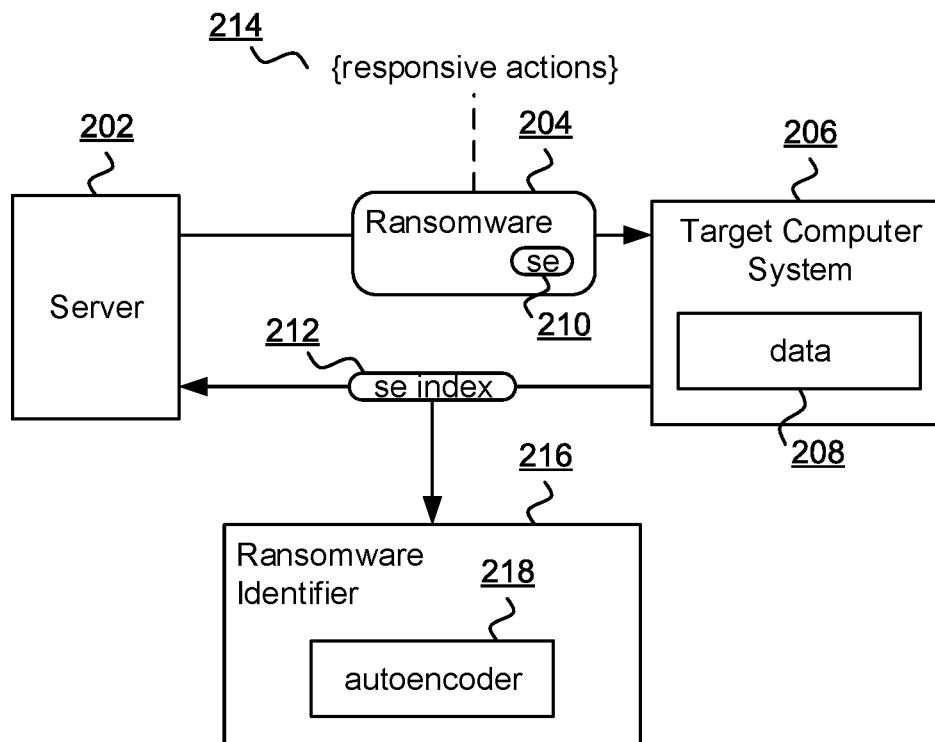 214
{responsive actions}
202
204
206
Server
Ransomware
se
210
Target Computer
System
data
208
212
se index
216
Ransomware
Identifier
218
autoencoder